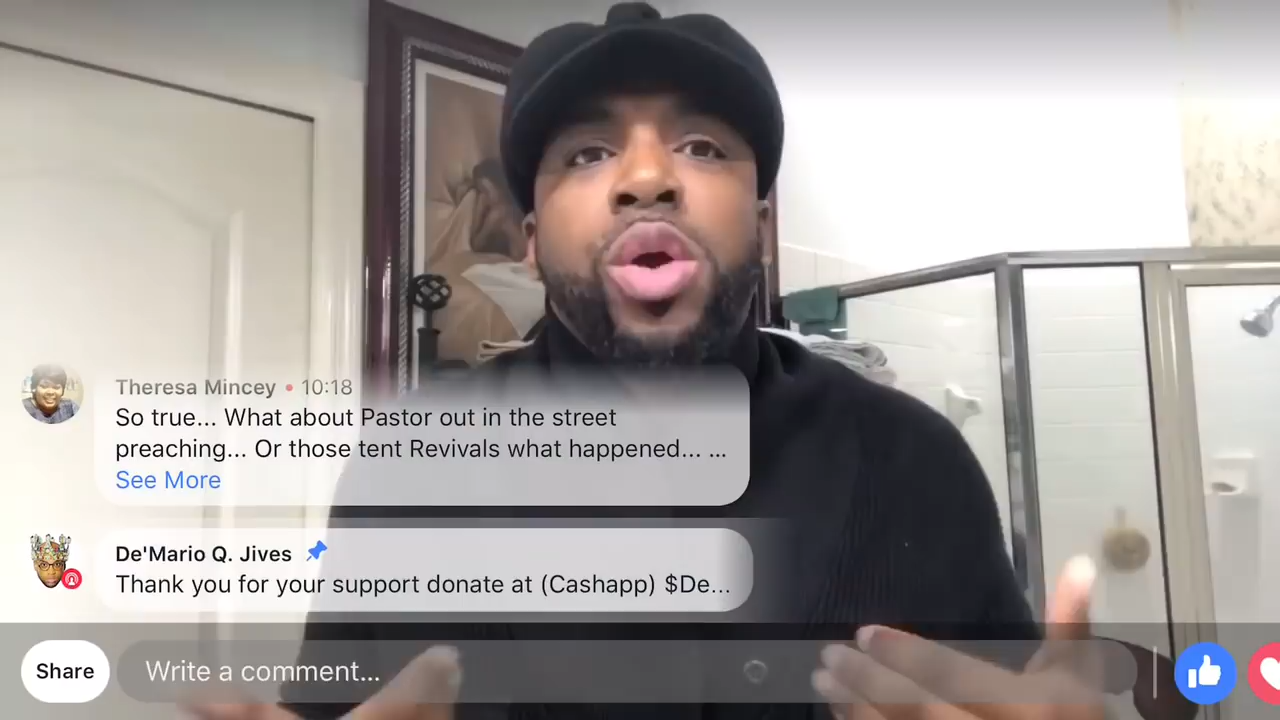 Theresa Mincey • 10:18
So true... What about Pastor out in the street
preaching... Or those tent Revivals what happened... ...
See More
De'Mario Q. Jives
Thank you for your support donate at (Cashapp) $De...
Share
Write a comment...